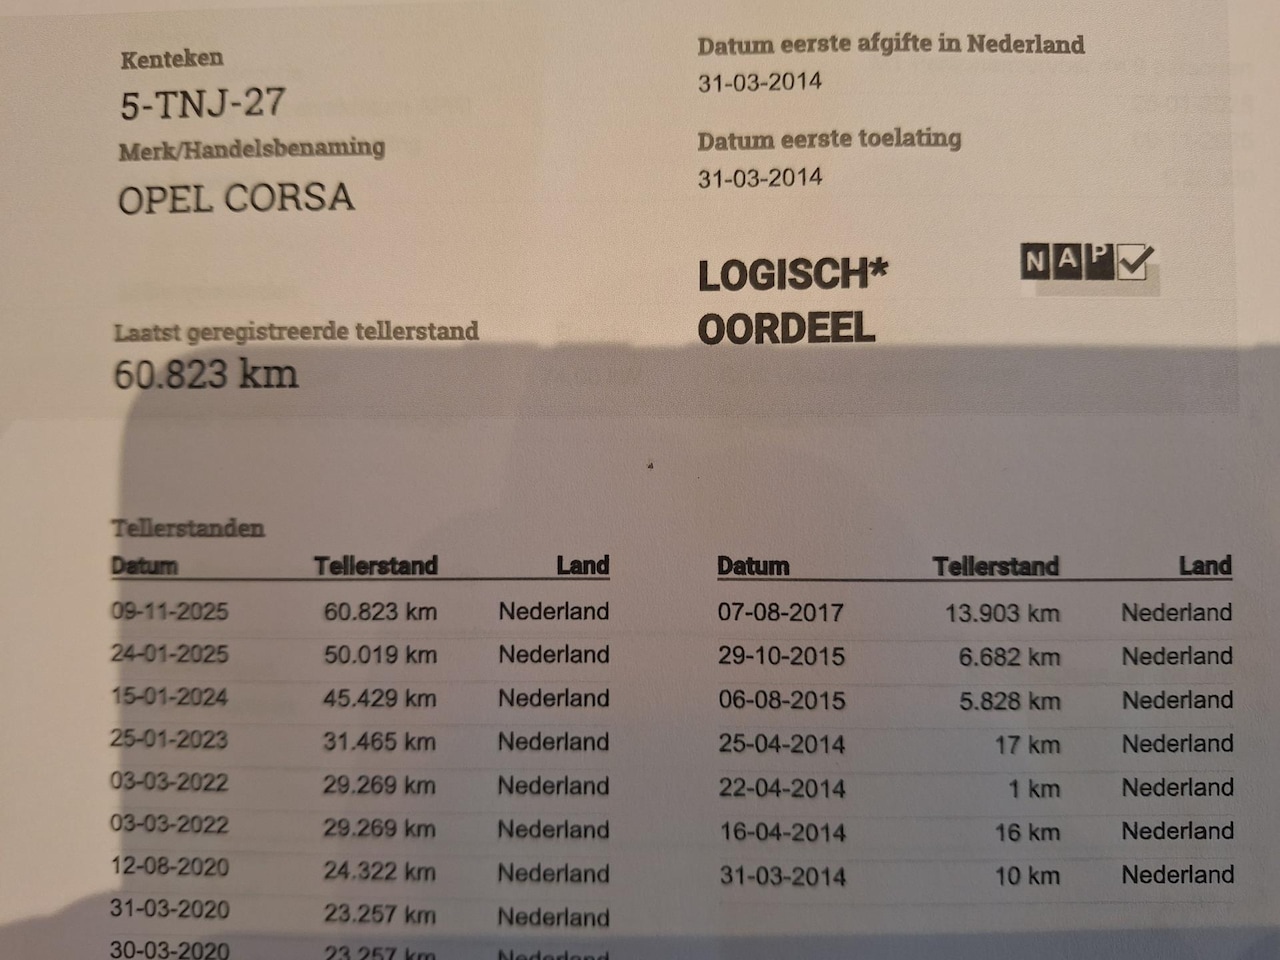 Kenteken
5-TNJ-27
Merk/Handelsbenaming
OPEL CORSA
Laatst geregistreerde tellerstand
60.823 km
Datum eerste afgifte in Nederland
31-03-2014
Datum eerste toelating
31-03-2014
LOGISCH*
OORDEEL
NAP
Tellerstanden
Datum Tellerstand Land
09-11-2025 60.823 km Nederland
24-01-2025 50.019 km Nederland
15-01-2024 45.429 km Nederland
25-01-2023 31.465 km Nederland
03-03-2022 29.269 km Nederland
03-03-2022 29.269 km Nederland
12-08-2020 24.322 km Nederland
31-03-2020 23.257 km Nederland
30-03-2020 23.257 km Nederland
Datum Tellerstand Land
07-08-2017 13.903 km Nederland
29-10-2015 6.682 km Nederland
06-08-2015 5.828 km Nederland
25-04-2014 17 km Nederland
22-04-2014 1 km Nederland
16-04-2014 16 km Nederland
31-03-2014 10 km Nederland